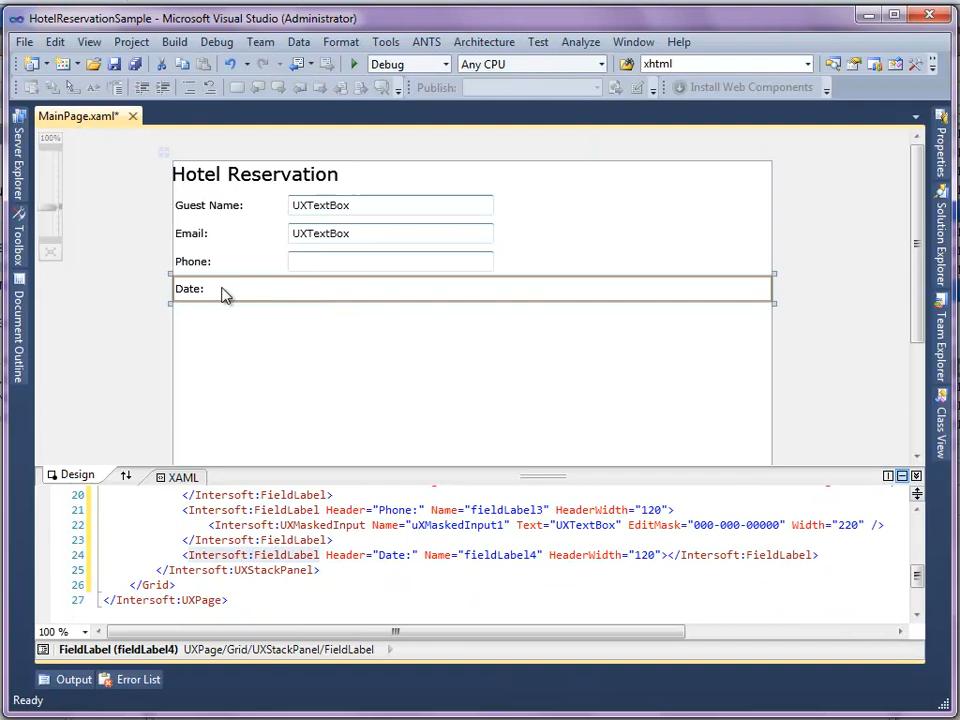 HotelReservationSample - Microsoft Visual Studio (Administrator)
File Edit View Project Build Debug Team Data Format Tools ANTS Architecture Test Analyze Window Help
Debug Any CPU xhtml
Publish: Install Web Components
MainPage.xaml*
Server Explorer
Toolbox
Document Outline
100%
Hotel Reservation
Guest Name: UXTextBox
Email: UXTextBox
Phone:
Date:
Properties
Solution Explorer
Team Explorer
Class View
Design XAML
20 </Intersoft:FieldLabel>
21 <Intersoft:FieldLabel Header="Phone:" Name="fieldLabel3" HeaderWidth="120">
22 <Intersoft:UXMaskedInput Name="uXMaskedInput1" Text="UXTextBox" EditMask="000-000-00000" Width="220" />
23 </Intersoft:FieldLabel>
24 <Intersoft:FieldLabel Header="Date:" Name="fieldLabel4" HeaderWidth="120"></Intersoft:FieldLabel>
25 </Intersoft:UXStackPanel>
26 </Grid>
27 </Intersoft:UXPage>
100 %
FieldLabel (fieldLabel4) UXPage/Grid/UXStackPanel/FieldLabel
Output Error List
Ready